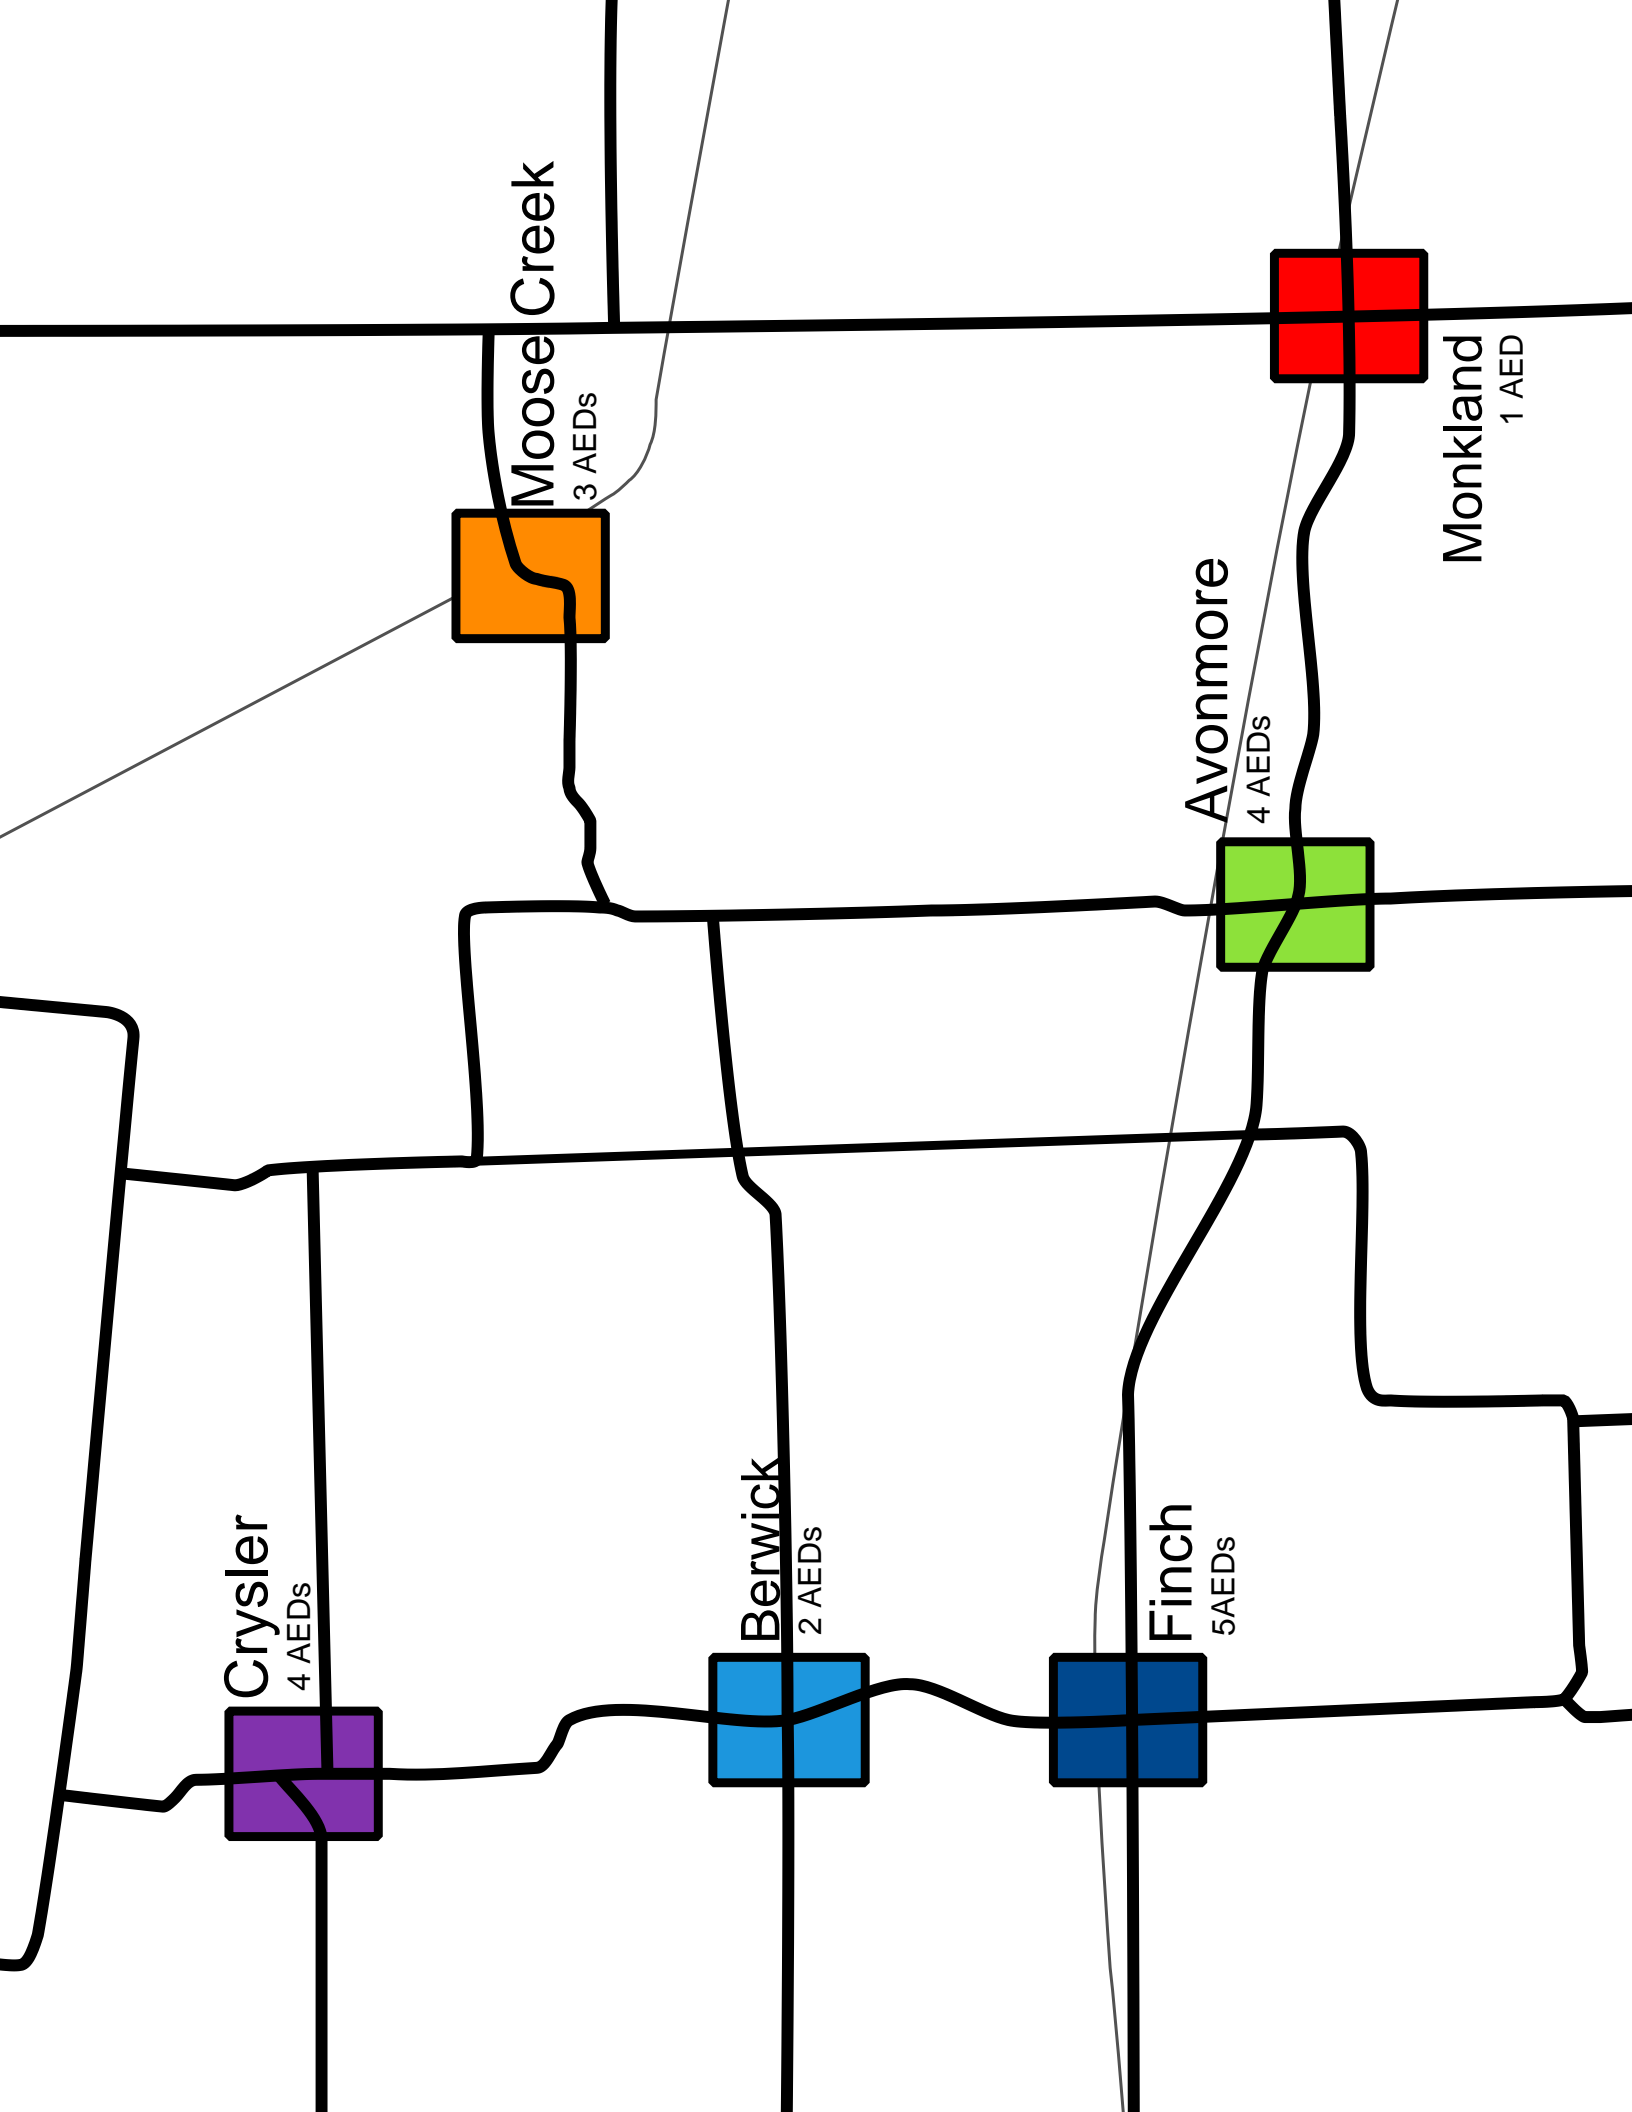 Moose Creek
3 AEDs
Monkland
1 AED
Avonmore
4 AEDs
Crysler
4 AEDs
Berwick
2 AEDs
Finch
5AEDs